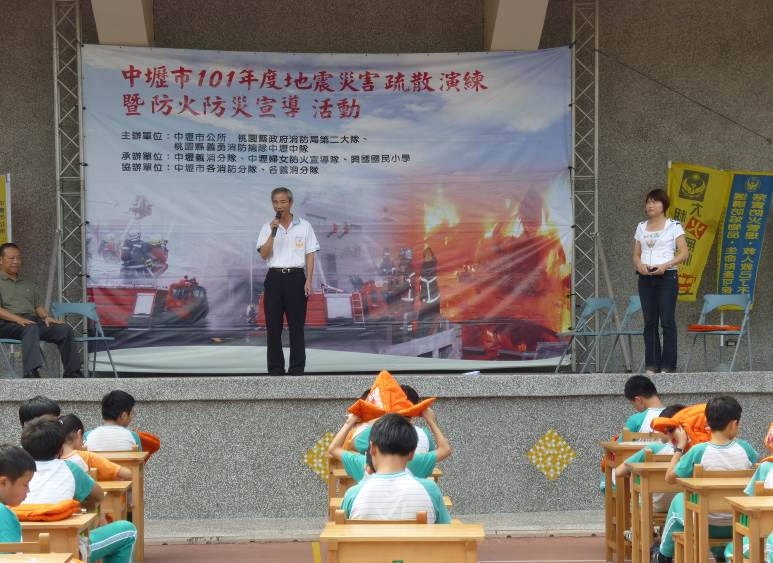 中壢市101年度地震災害疏散演練
暨防火防災宣導 活動
主辦單位：中壢市公所 桃園縣政府消防局第二大隊、
桃園縣義勇消防總隊中壢中隊
承辦單位：中壢義消分隊、中壢婦女防火宣導隊、興國國民小學
協辦單位：中壢市各消防分隊、各義消分隊